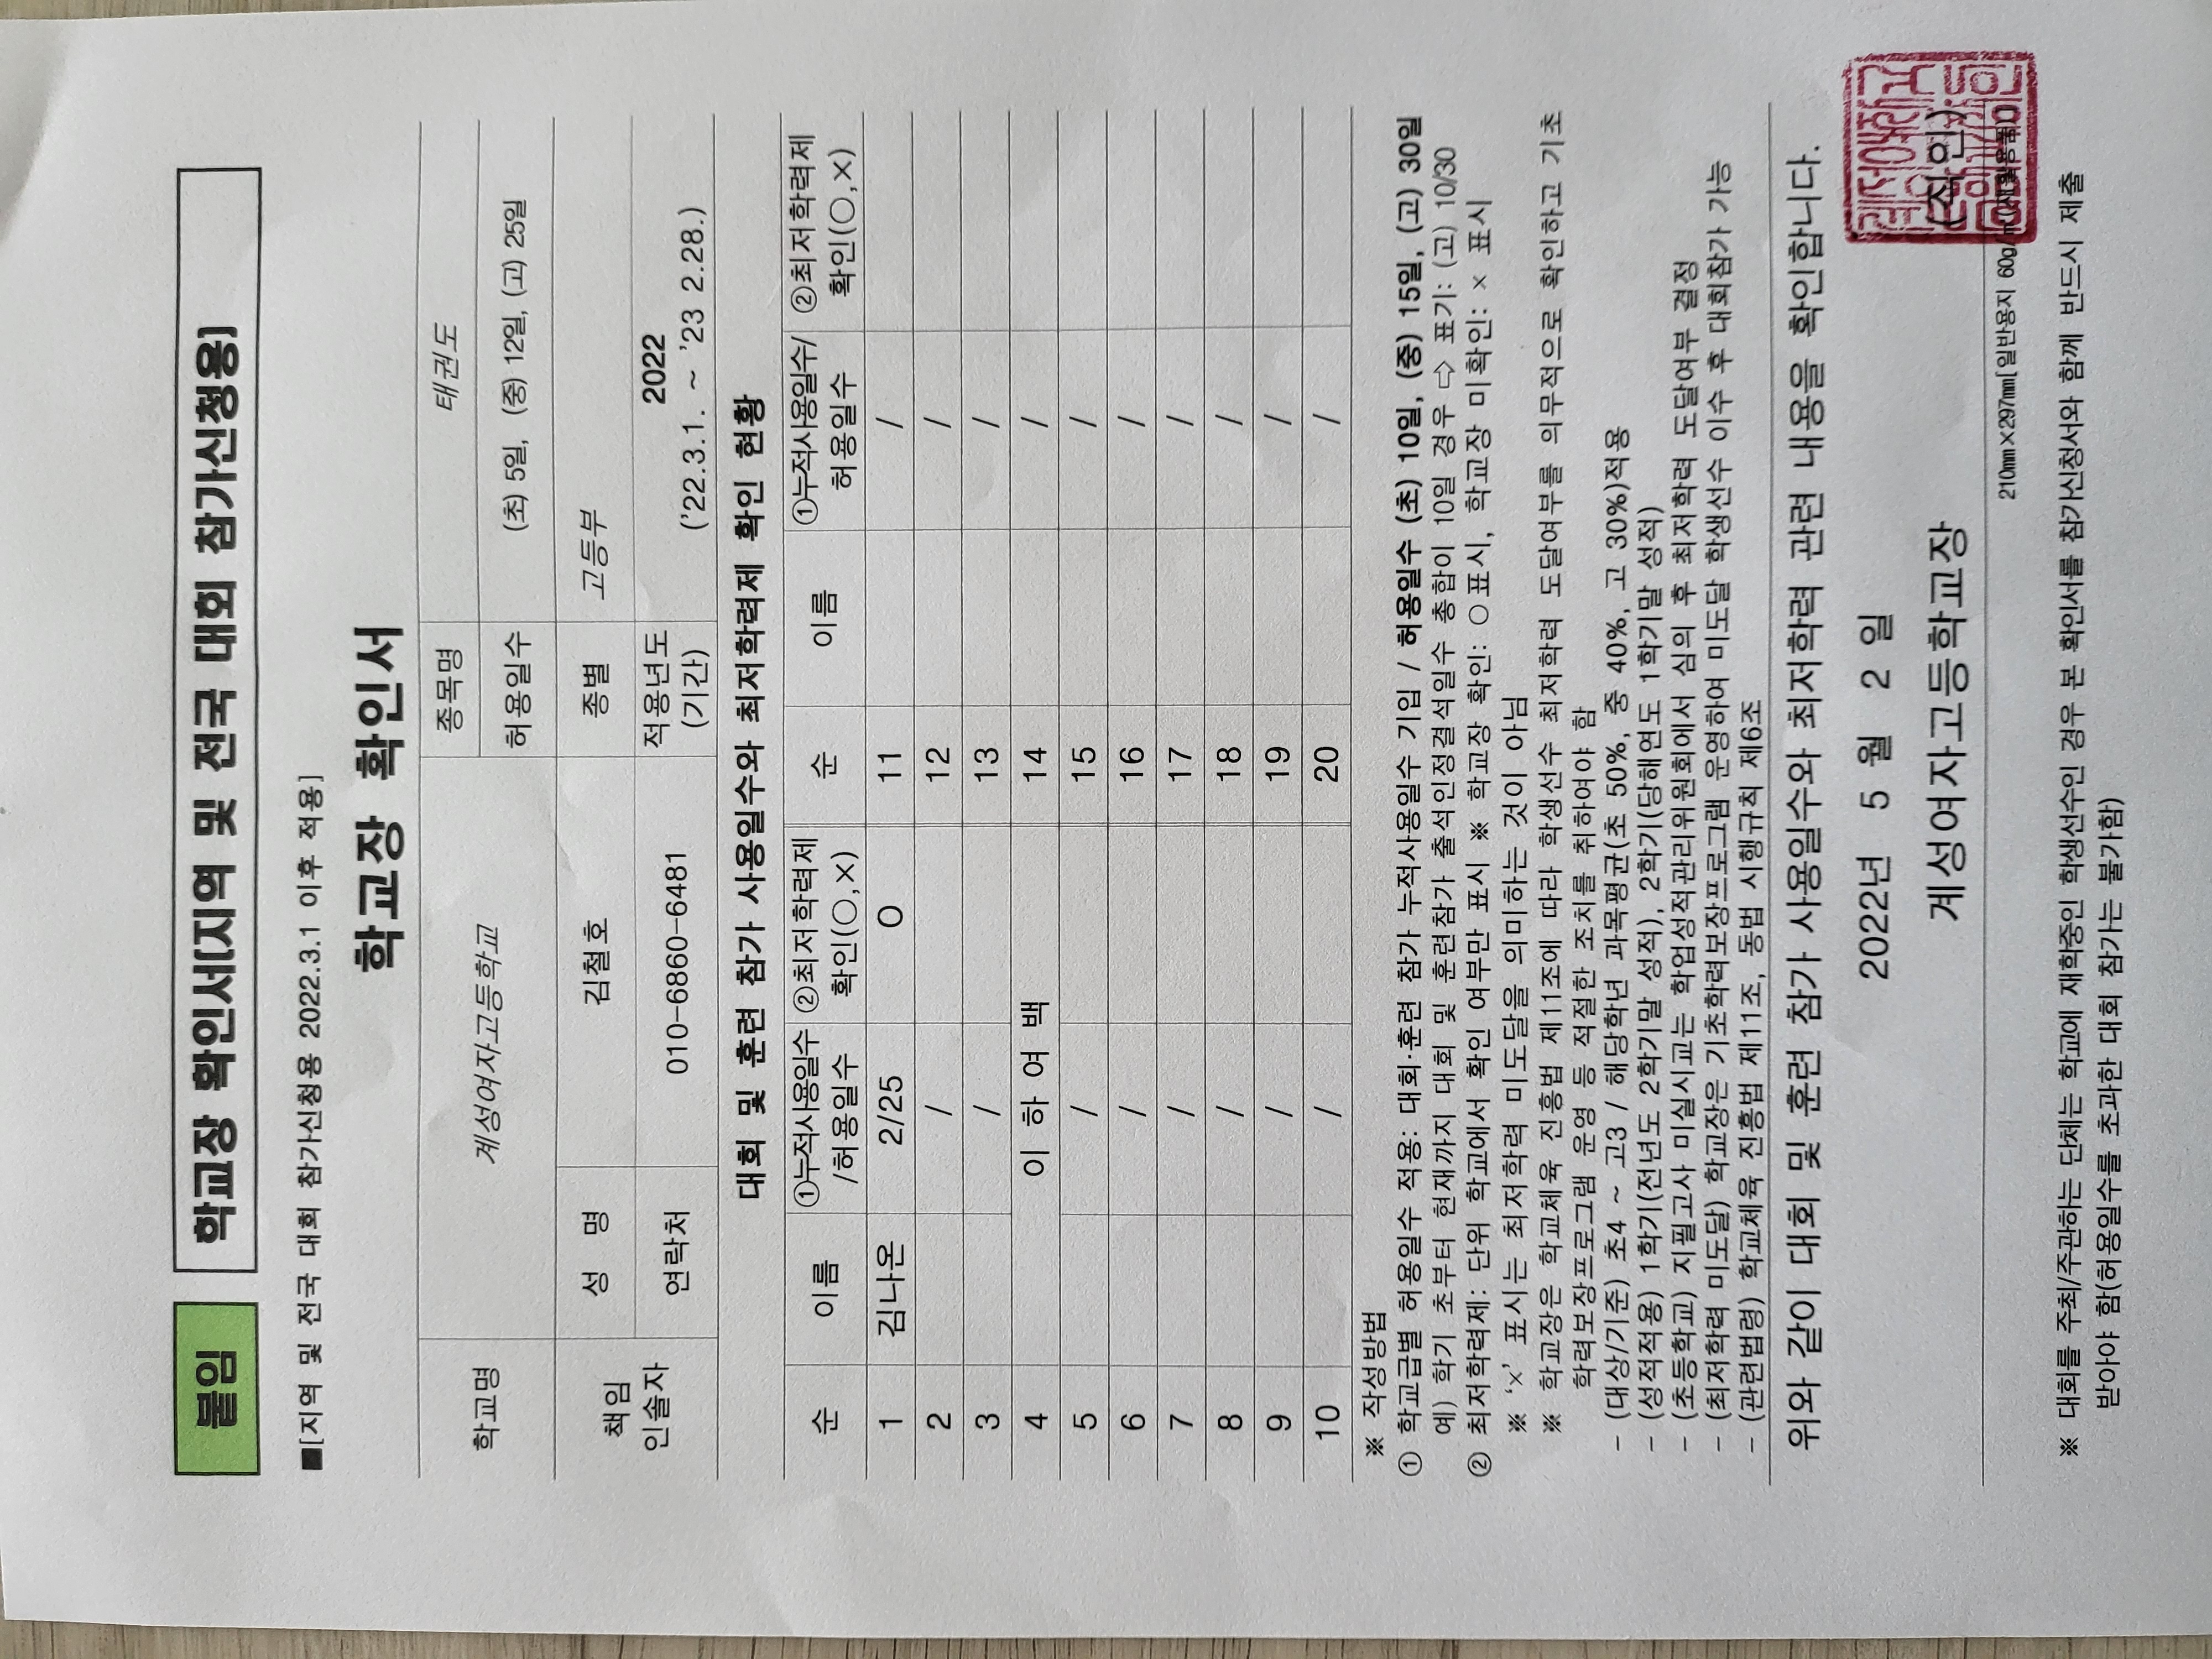 붙임 학교장 확인서[지역 및 전국 대회 참가신청용]
■[지역 및 전국 대회 참가신청용 2022.3.1 이후 적용]
학교장 확인서
학교명 계성여자고등학교 종목명 태권도
허용일수 (초) 5일, (중) 12일, (고) 25일
책임 인솔자 성 명 김철호 종별 고등부
연락처 010-6860-6481 적용년도 (기간) 2022 ('22.3.1. ~ '23 2.28.)
대회 및 훈련 참가 사용일수와 최저학력제 확인 현황
순 이름 ①누적사용일수 /허용일수 ②최저학력제 확인(○,×) 순 이름 ①누적사용일수/ 허용일수 ②최저학력제 확인(○,×)
1 김나온 2/25 O 11 /
2 / 12 /
3 / 13 /
4 이 하 여 백 14 /
5 / 15 /
6 / 16 /
7 / 17 /
8 / 18 /
9 / 19 /
10 / 20 /
※ 작성방법
① 학교급별 허용일수 적용: 대회·훈련 참가 누적사용일수 기입 / 허용일수 (초) 10일, (중) 15일, (고) 30일
예) 학기 초부터 현재까지 대회 및 훈련참가 출석인정결석일수 총합이 10일 경우 ⇨ 표기: (고) 10/30
② 최저학력제: 단위 학교에서 확인 여부만 표시 ※ 학교장 확인: ○ 표시, 학교장 미확인: × 표시
※ '×' 표시는 최저학력 미도달을 의미하는 것이 아님
※ 학교장은 학교체육 진흥법 제11조에 따라 학생선수 최저학력 도달여부를 의무적으로 확인하고 기초
학력보장프로그램 운영 등 적절한 조치를 취하여야 함
- (대상/기준) 초4 ~ 고3 / 해당학년 과목평균(초 50%, 중 40%, 고 30%)적용
- (성적적용) 1학기(전년도 2학기말 성적), 2학기(당해연도 1학기말 성적)
- (초등학교) 지필고사 미실시교는 학업성적관리위원회에서 심의 후 최저학력 도달여부 결정
- (최저학력 미도달) 학교장은 기초학력보장프로그램 운영하여 미도달 학생선수 이수 후 대회참가 가능
- (관련법령) 학교체육 진흥법 제11조, 동법 시행규칙 제6조
위와 같이 대회 및 훈련 참가 사용일수와 최저학력 관련 내용을 확인합니다.
2022년 5 월 2 일
계성여자고등학교장 (직인)
210㎜×297㎜[일반용지 60g/㎡(재활용품)]
※ 대회를 주최/주관하는 단체는 학교에 재학중인 학생선수인 경우 본 확인서를 참가신청서와 함께 반드시 제출
받아야 함(허용일수를 초과한 대회 참가는 불가함)